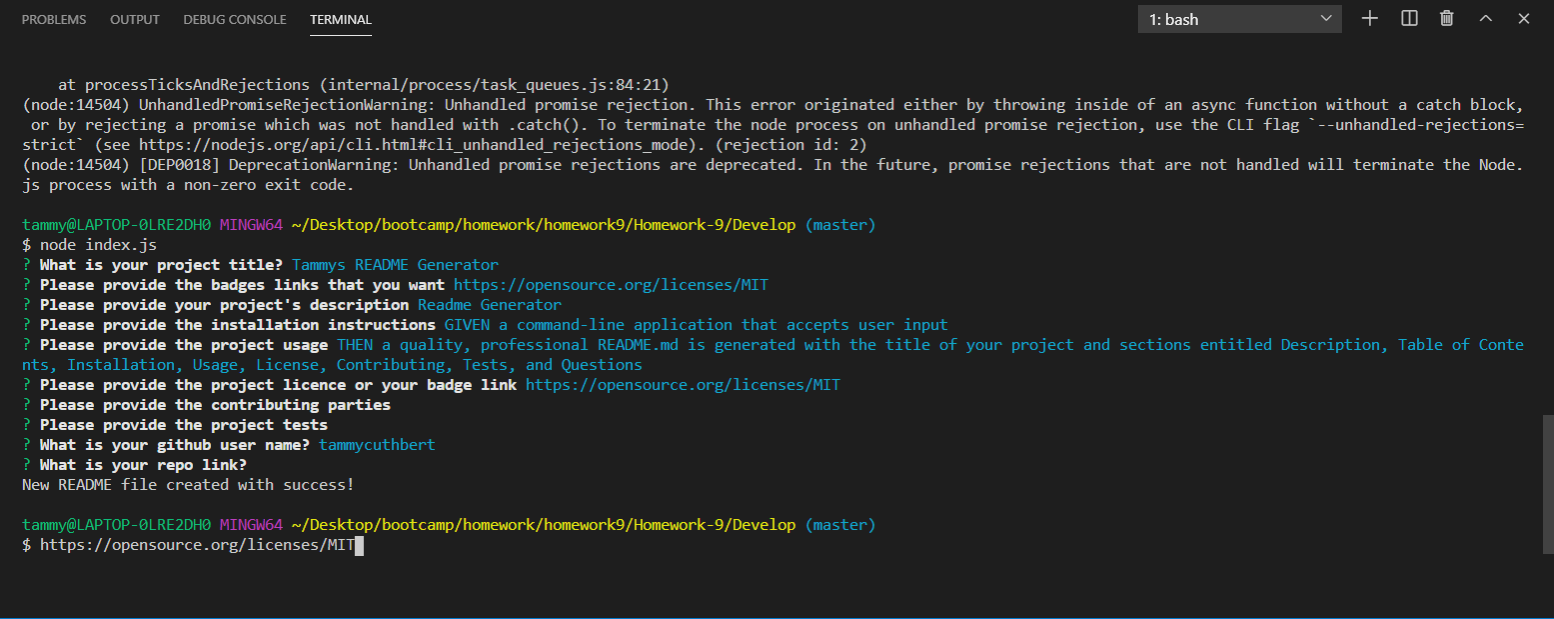 PROBLEMS OUTPUT DEBUG CONSOLE TERMINAL 1: bash
at processTicksAndRejections (internal/process/task_queues.js:84:21)
(node:14504) UnhandledPromiseRejectionWarning: Unhandled promise rejection. This error originated either by throwing inside of an async function without a catch block,
or by rejecting a promise which was not handled with .catch(). To terminate the node process on unhandled promise rejection, use the CLI flag `--unhandled-rejections=
strict` (see https://nodejs.org/api/cli.html#cli_unhandled_rejections_mode). (rejection id: 2)
(node:14504) [DEP0018] DeprecationWarning: Unhandled promise rejections are deprecated. In the future, promise rejections that are not handled will terminate the Node.
js process with a non-zero exit code.
tammy@LAPTOP-0LRE2DH0 MINGW64 ~/Desktop/bootcamp/homework/homework9/Homework-9/Develop (master)
$ node index.js
? What is your project title? Tammys README Generator
? Please provide the badges links that you want https://opensource.org/licenses/MIT
? Please provide your project's description Readme Generator
? Please provide the installation instructions GIVEN a command-line application that accepts user input
? Please provide the project usage THEN a quality, professional README.md is generated with the title of your project and sections entitled Description, Table of Conte
nts, Installation, Usage, License, Contributing, Tests, and Questions
? Please provide the project licence or your badge link https://opensource.org/licenses/MIT
? Please provide the contributing parties
? Please provide the project tests
? What is your github user name? tammycuthbert
? What is your repo link?
New README file created with success!
tammy@LAPTOP-0LRE2DH0 MINGW64 ~/Desktop/bootcamp/homework/homework9/Homework-9/Develop (master)
$ https://opensource.org/licenses/MIT